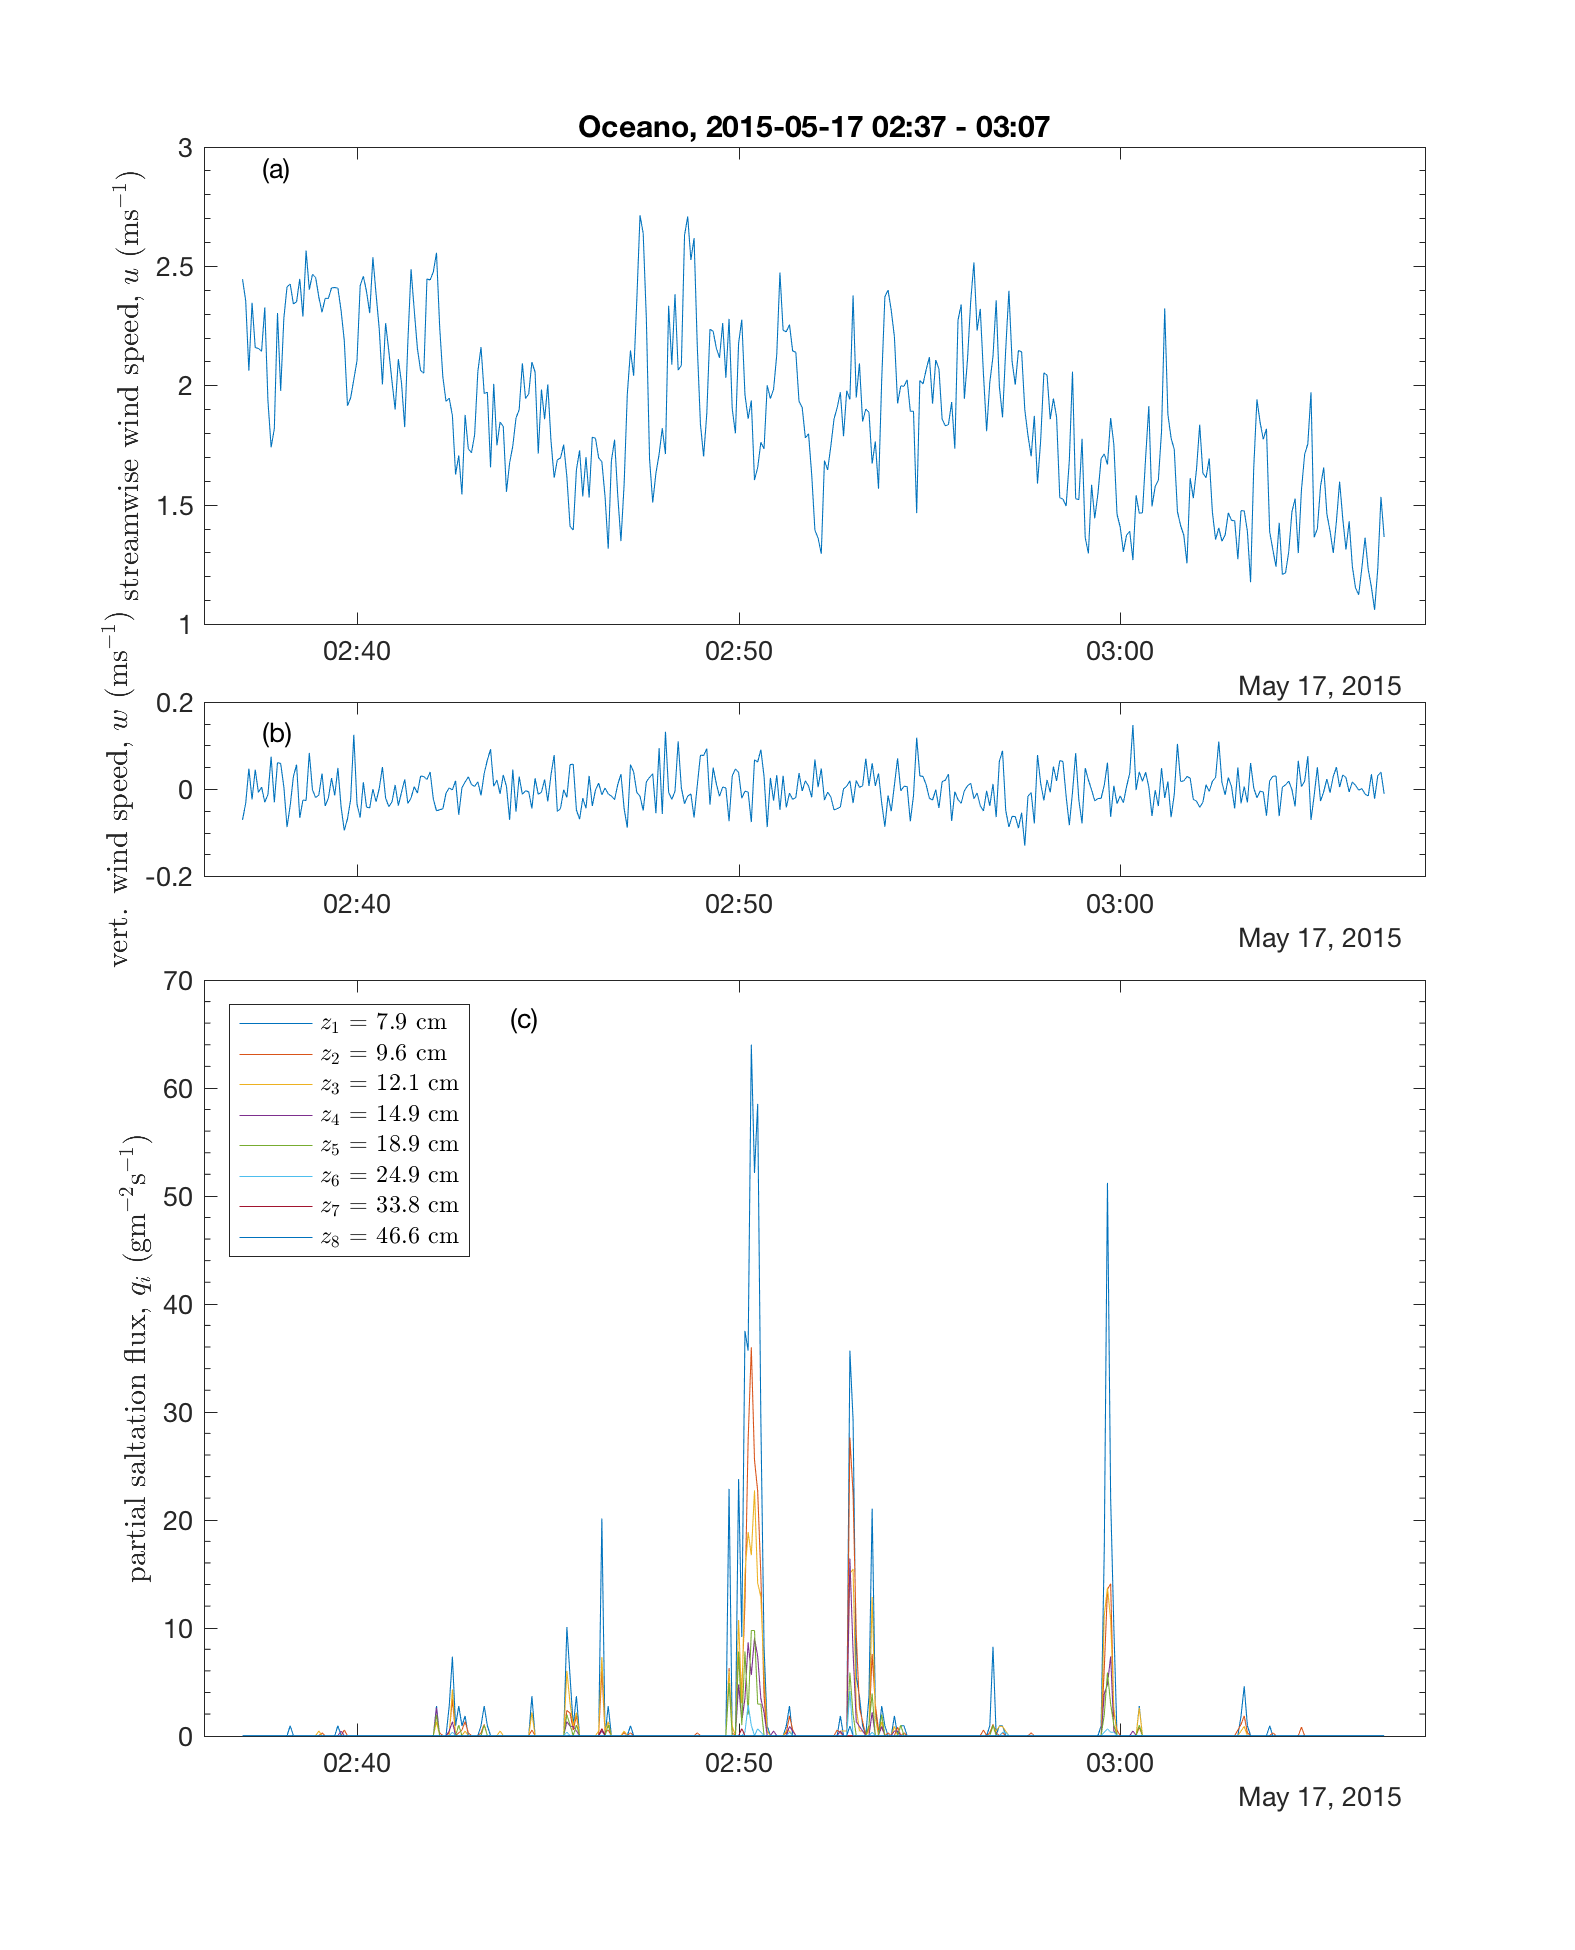 Oceano, 2015-05-17 02:37 - 03:07
(a)
streamwise wind speed, u (ms⁻¹)
3
2.5
2
1.5
1
02:40 02:50 03:00
May 17, 2015
(b)
vert. wind speed, w (ms⁻¹)
0.2
0
-0.2
02:40 02:50 03:00
May 17, 2015
(c)
partial saltation flux, qᵢ (gm⁻²s⁻¹)
70
60
50
40
30
20
10
0
z₁ = 7.9 cm
z₂ = 9.6 cm
z₃ = 12.1 cm
z₄ = 14.9 cm
z₅ = 18.9 cm
z₆ = 24.9 cm
z₇ = 33.8 cm
z₈ = 46.6 cm
02:40 02:50 03:00
May 17, 2015